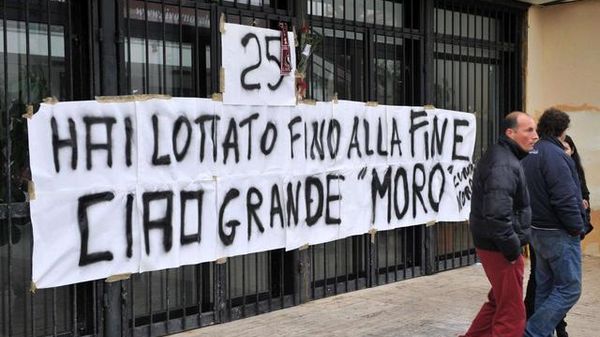 25
HAI LOTTATO FINO ALLA FINE
CIAO GRANDE "MORO"